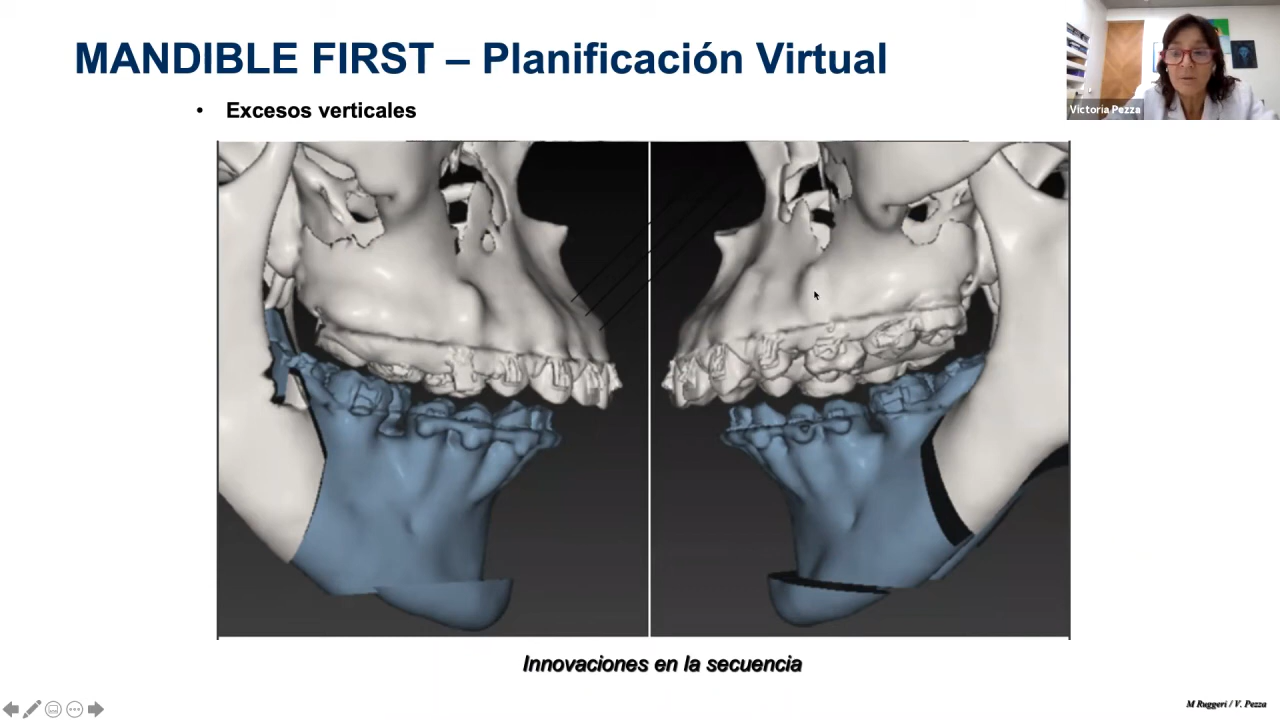 MANDIBLE FIRST – Planificación Virtual
Victoria Pezza
• Excesos verticales
Innovaciones en la secuencia
M Ruggeri / V. Pezza